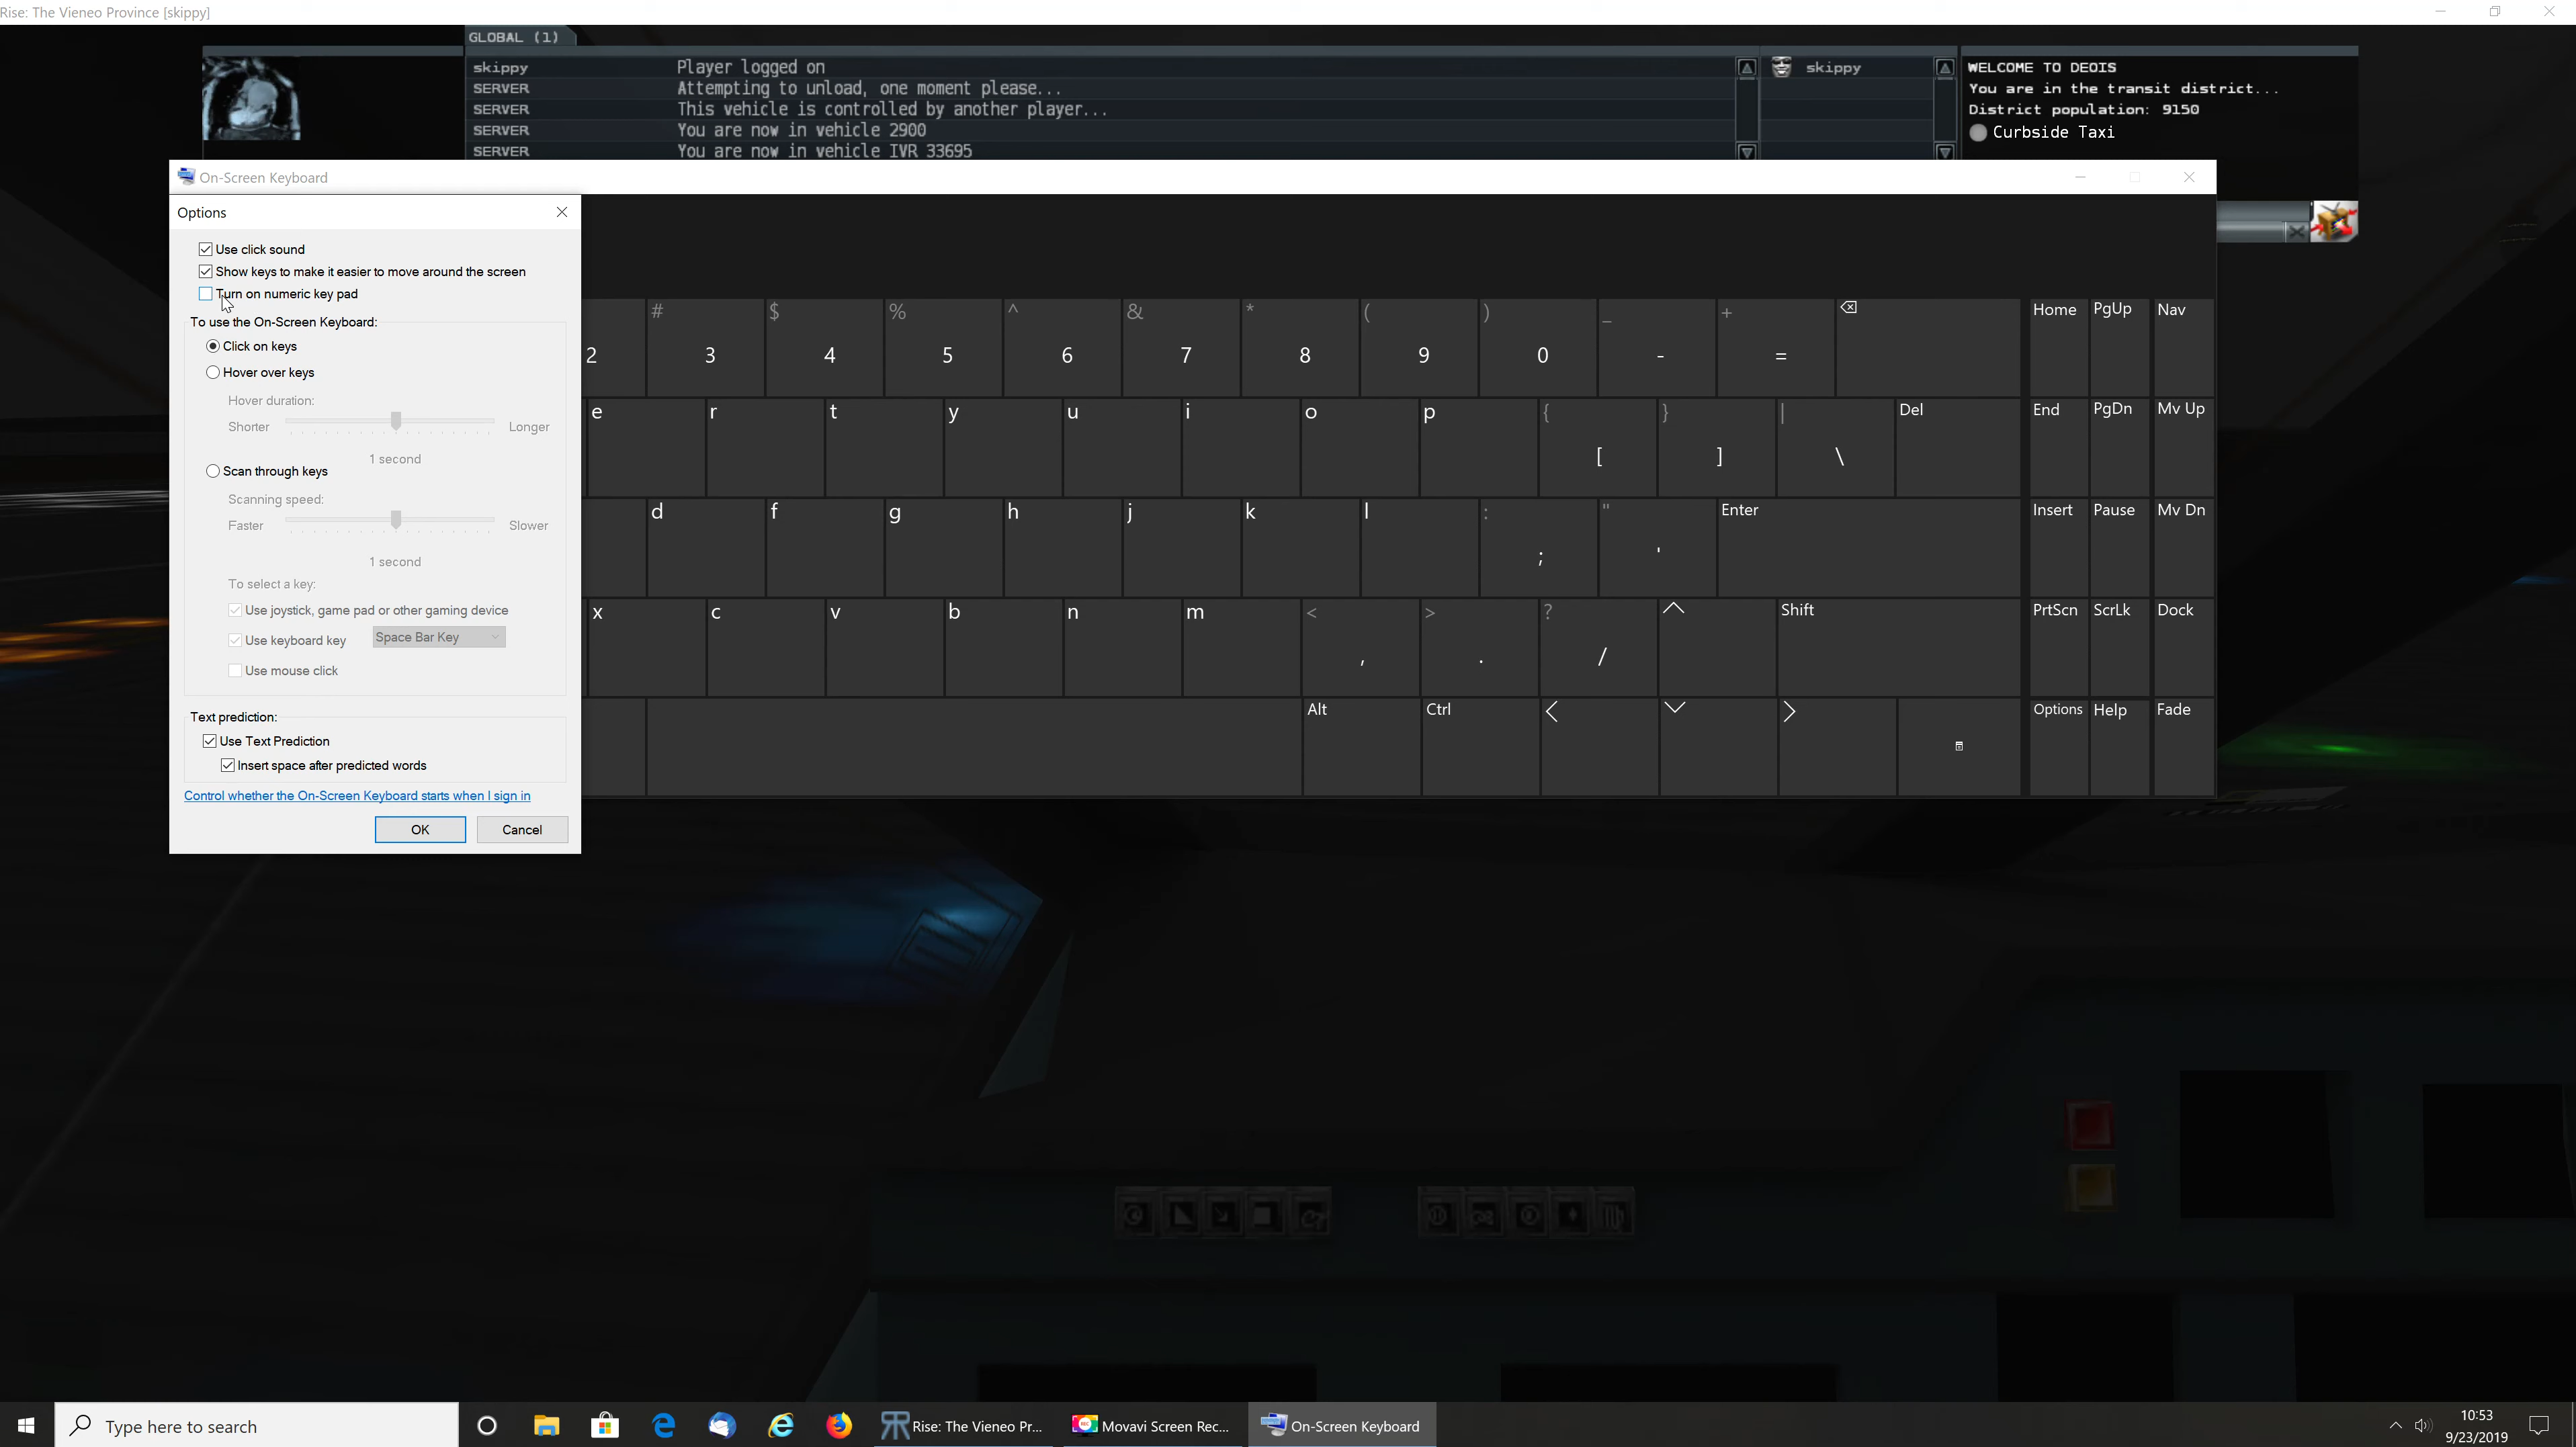 Rise: The Vieneo Province [skippy]
GLOBAL (1)
skippy Player logged on
SERVER Attempting to unload, one moment please...
SERVER This vehicle is controlled by another player...
SERVER You are now in vehicle 2900
SERVER You are now in vehicle IVR 33695
skippy
WELCOME TO DEOIS
You are in the transit district...
District population: 9150
Curbside Taxi
On-Screen Keyboard
Options
Use click sound
Show keys to make it easier to move around the screen
Turn on numeric key pad
To use the On-Screen Keyboard:
Click on keys
Hover over keys
Hover duration:
Shorter Longer
1 second
Scan through keys
Scanning speed:
Faster Slower
1 second
To select a key:
Use joystick, game pad or other gaming device
Use keyboard key Space Bar Key
Use mouse click
Text prediction:
Use Text Prediction
Insert space after predicted words
Control whether the On-Screen Keyboard starts when I sign in
OK Cancel
# $ % ^ & * ( ) _ + Home PgUp Nav
2 3 4 5 6 7 8 9 0 - =
e r t y u i o p { } | Del End PgDn Mv Up
[ ] \
d f g h j k l : " Enter Insert Pause Mv Dn
; '
x c v b n m < > ? Shift PrtScn ScrLk Dock
, . /
Alt Ctrl Options Help Fade
Type here to search
Rise: The Vieneo Pr...
REC
Movavi Screen Rec...
On-Screen Keyboard
10:53
9/23/2019